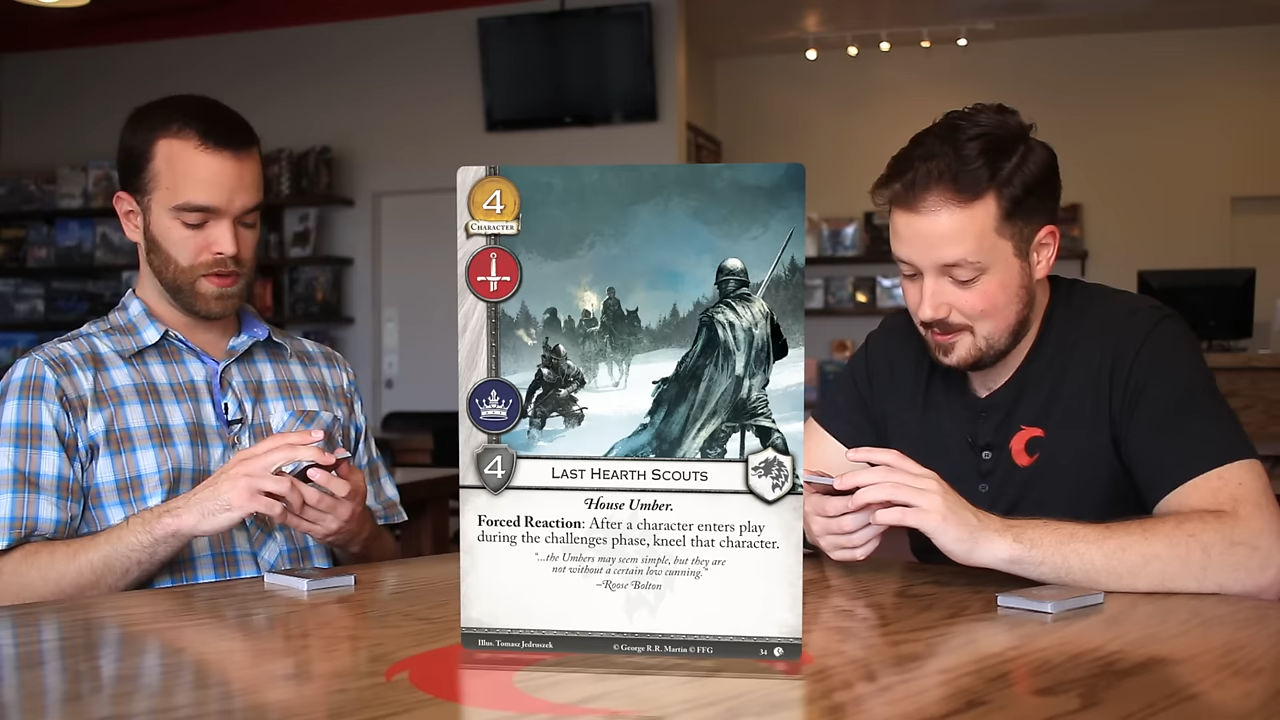 4
CHARACTER
4
LAST HEARTH SCOUTS
House Umber.
Forced Reaction: After a character enters play
during the challenges phase, kneel that character.
"...the Umbers may seem simple, but they are
not without a certain low cunning."
–Roose Bolton
Illus. Tomasz Jedruszek
© George R.R. Martin © FFG
34